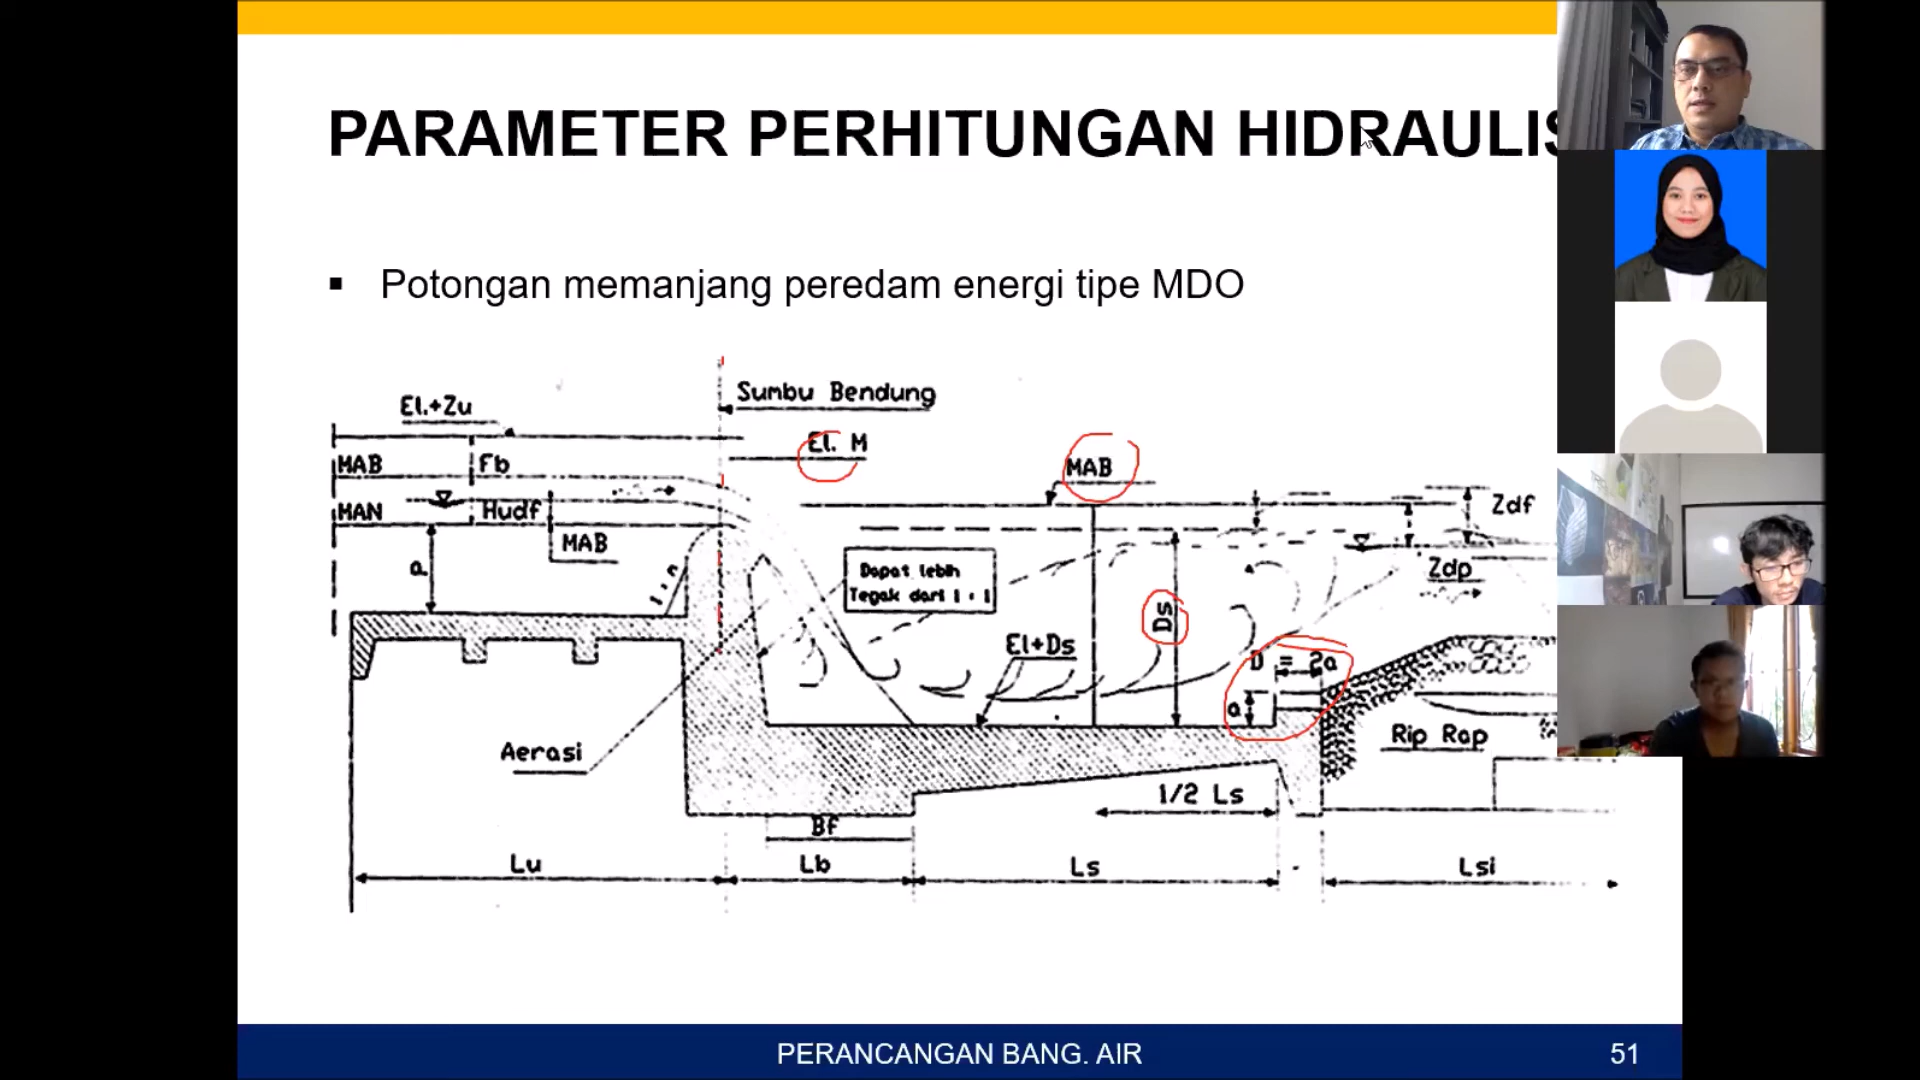 PARAMETER PERHITUNGAN HIDRAULIS
▪ Potongan memanjang peredam energi tipe MDO
Sumbu Bendung
El.+Zu
El. M
MAB
Fb
MAB
MAN
Hudf
MAB
Zdf
a
1:n
Dapat lebih
Tegak dari 1:1
Zdp
Ds
El+Ds
D = 2a
a
Aerasi
Rip Rap
1/2 Ls
Bf
Lu
Lb
Ls
Lsi
PERANCANGAN BANG. AIR
51